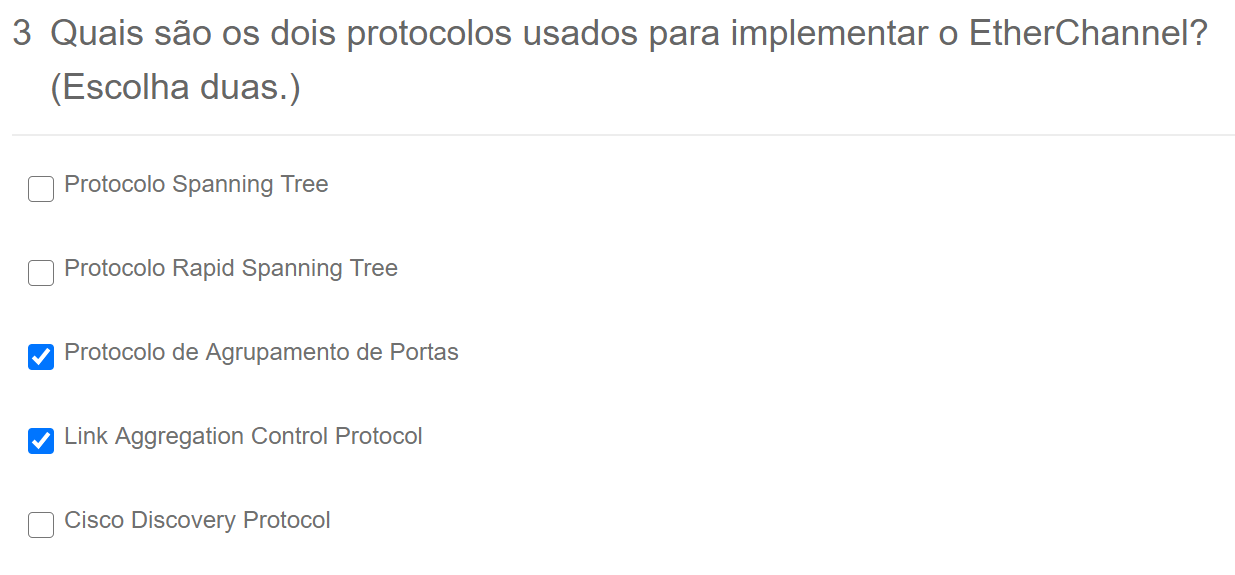 3 Quais são os dois protocolos usados para implementar o EtherChannel?
(Escolha duas.)
Protocolo Spanning Tree
Protocolo Rapid Spanning Tree
Protocolo de Agrupamento de Portas
Link Aggregation Control Protocol
Cisco Discovery Protocol